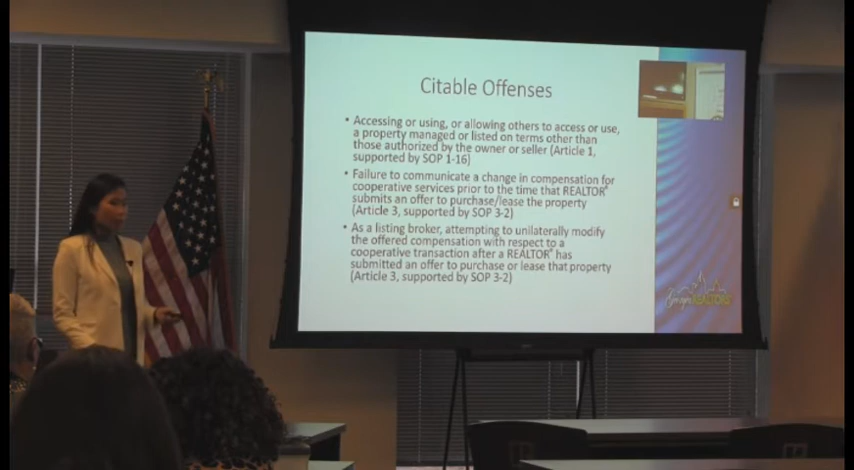 Citable Offenses
• Accessing or using, or allowing others to access or use,
a property managed or listed on terms other than
those authorized by the owner or seller (Article 1,
supported by SOP 1-16)
• Failure to communicate a change in compensation for
cooperative services prior to the time that REALTOR®
submits an offer to purchase/lease the property
(Article 3, supported by SOP 3-2)
• As a listing broker, attempting to unilaterally modify
the offered compensation with respect to a
cooperative transaction after a REALTOR® has
submitted an offer to purchase or lease that property
(Article 3, supported by SOP 3-2)
REALTORS®